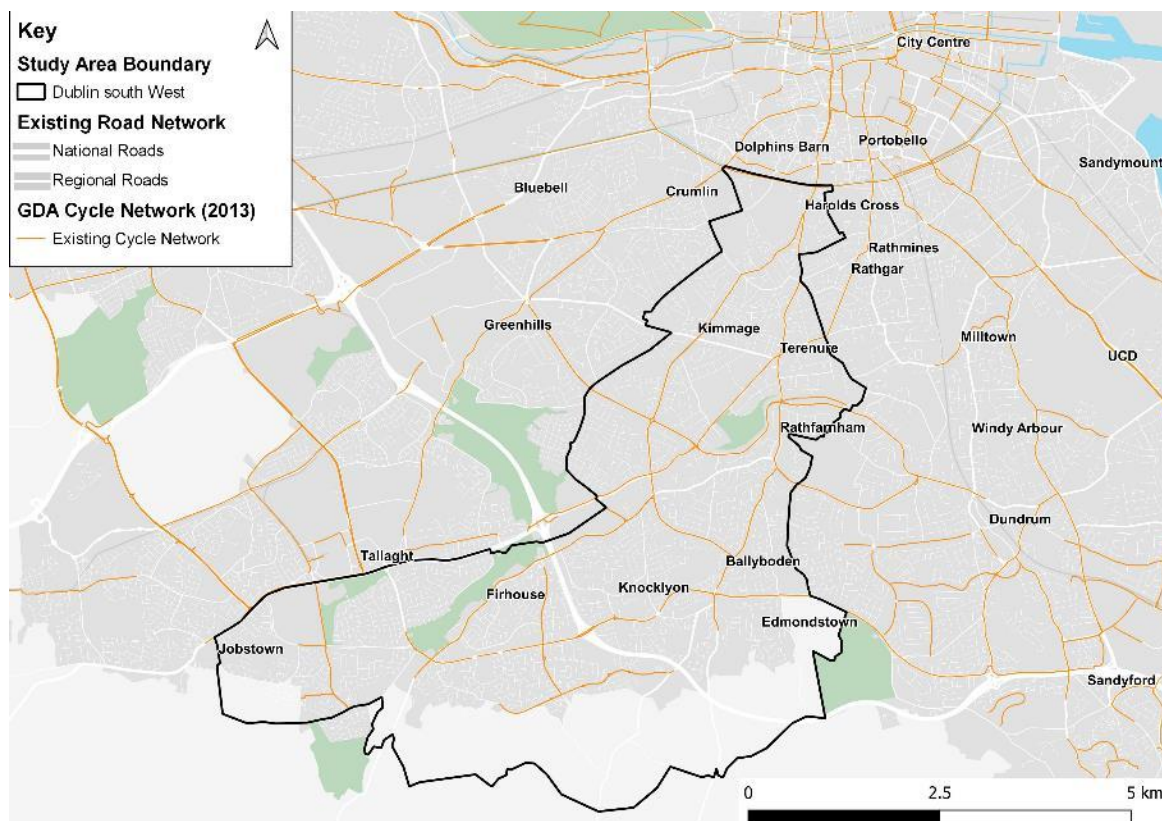 Key
Study Area Boundary
Dublin south West
Existing Road Network
National Roads
Regional Roads
GDA Cycle Network (2013)
Existing Cycle Network
City Centre
Dolphins Barn
Portobello
Sandymount
Bluebell
Crumlin
Harolds Cross
Rathmines
Rathgar
Greenhills
Kimmage
Terenure
Milltown
UCD
Rathfarnham
Windy Arbour
Dundrum
Tallaght
Ballyboden
Firhouse
Knocklyon
Edmondstown
Jobstown
Sandyford
0 2.5 5 km